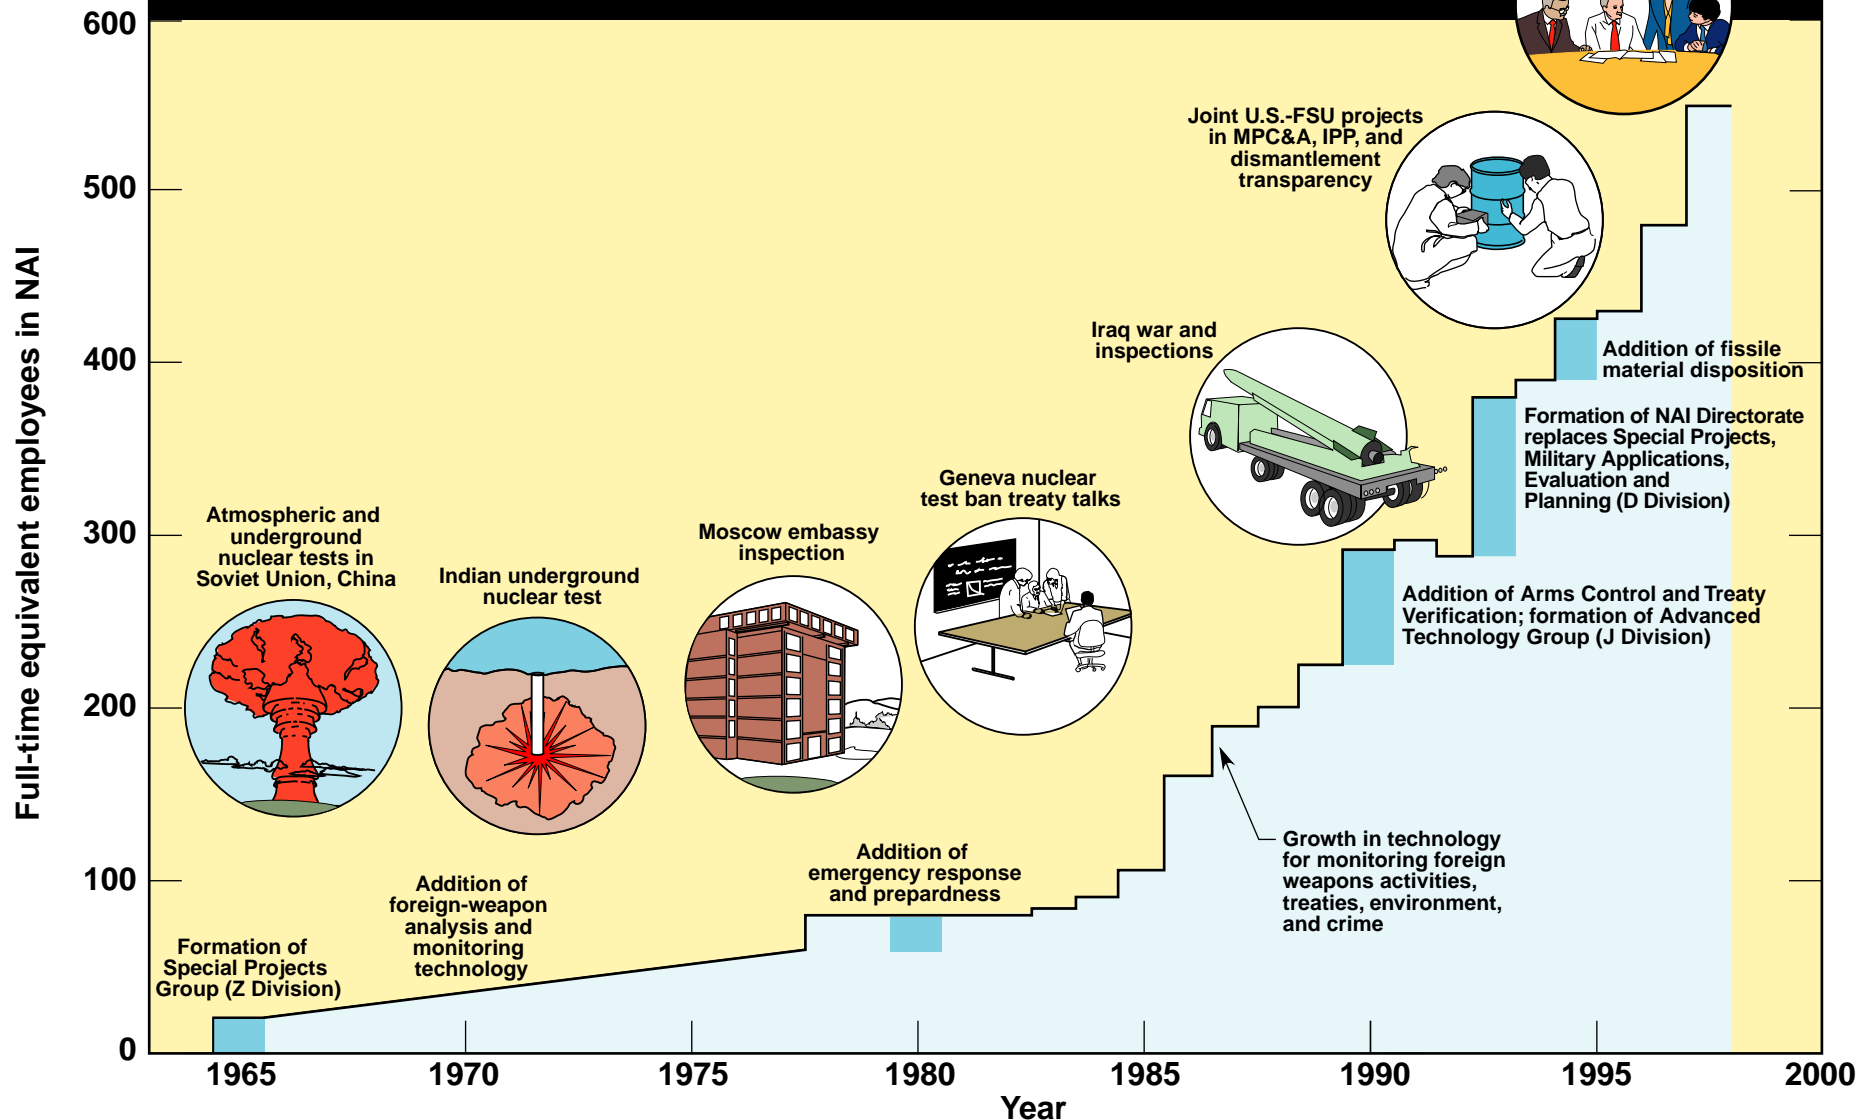 600
500
400
300
200
100
0
Full-time equivalent employees in NAI
Joint U.S.-FSU projects
in MPC&A, IPP, and
dismantlement
transparency
Iraq war and
inspections
Addition of fissile
material disposition
Formation of NAI Directorate
replaces Special Projects,
Military Applications,
Evaluation and
Planning (D Division)
Geneva nuclear
test ban treaty talks
Atmospheric and
underground
nuclear tests in
Soviet Union, China
Moscow embassy
inspection
Indian underground
nuclear test
Addition of Arms Control and Treaty
Verification; formation of Advanced
Technology Group (J Division)
Growth in technology
for monitoring foreign
weapons activities,
treaties, environment,
and crime
Addition of
emergency response
and prepardness
Addition of
foreign-weapon
analysis and
monitoring
technology
Formation of
Special Projects
Group (Z Division)
1965 1970 1975 1980 1985 1990 1995 2000
Year